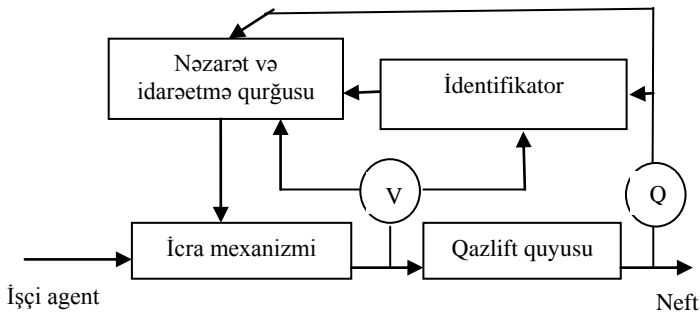 Nəzarət və
idarəetmə qurğusu
İdentifikator
V
Q
İcra mexanizmi
Qazlift quyusu
İşçi agent
Neft